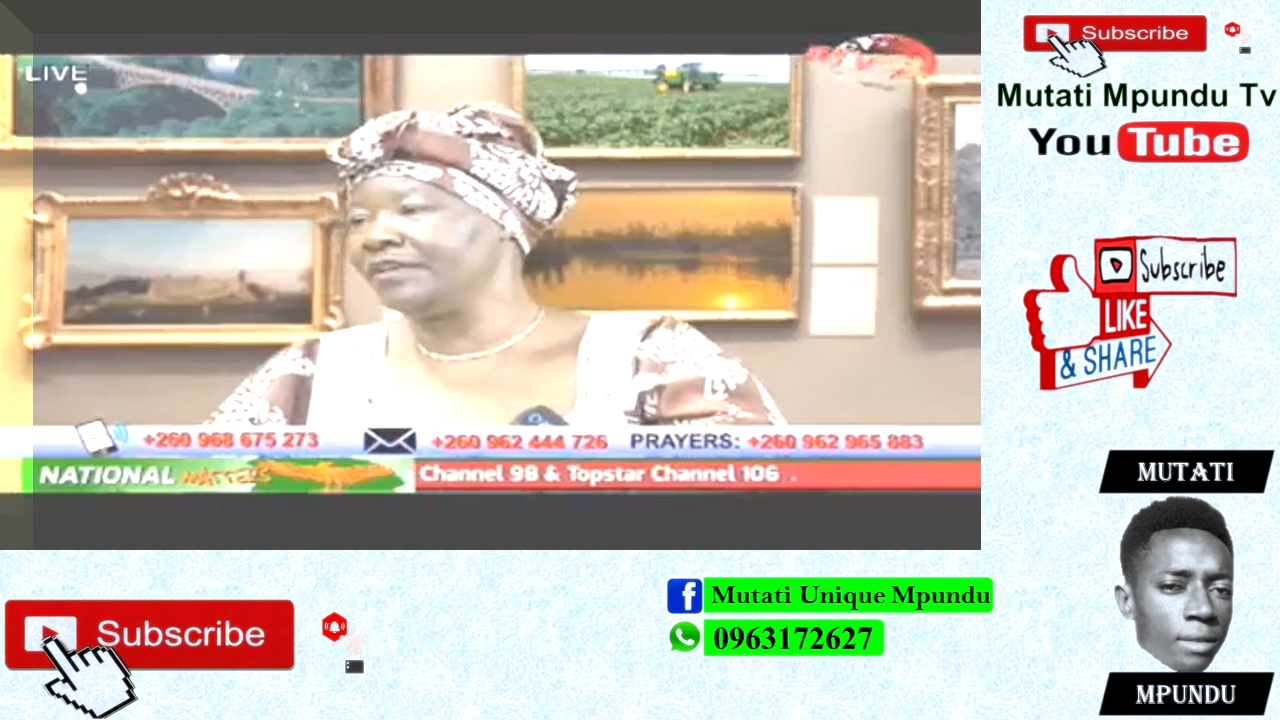 LIVE
+260 968 675 273
+260 962 444 726
PRAYERS: +260 962 965 883
NATIONAL MATTERS
Channel 98 & Topstar Channel 106 .
Subscribe
Mutati Mpundu Tv
YouTube
Subscribe
LIKE
& SHARE
MUTATI
MPUNDU
Subscribe
Mutati Unique Mpundu
0963172627